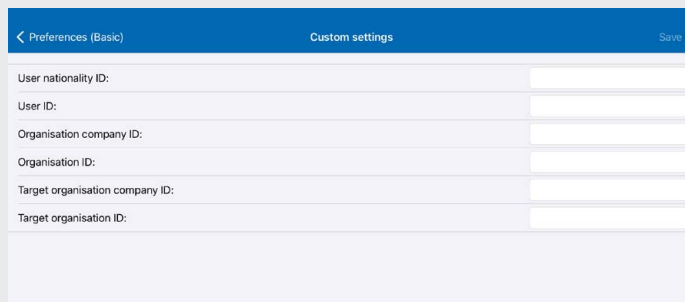 Preferences (Basic) Custom settings Save
User nationality ID:
User ID:
Organisation company ID:
Organisation ID:
Target organisation company ID:
Target organisation ID: